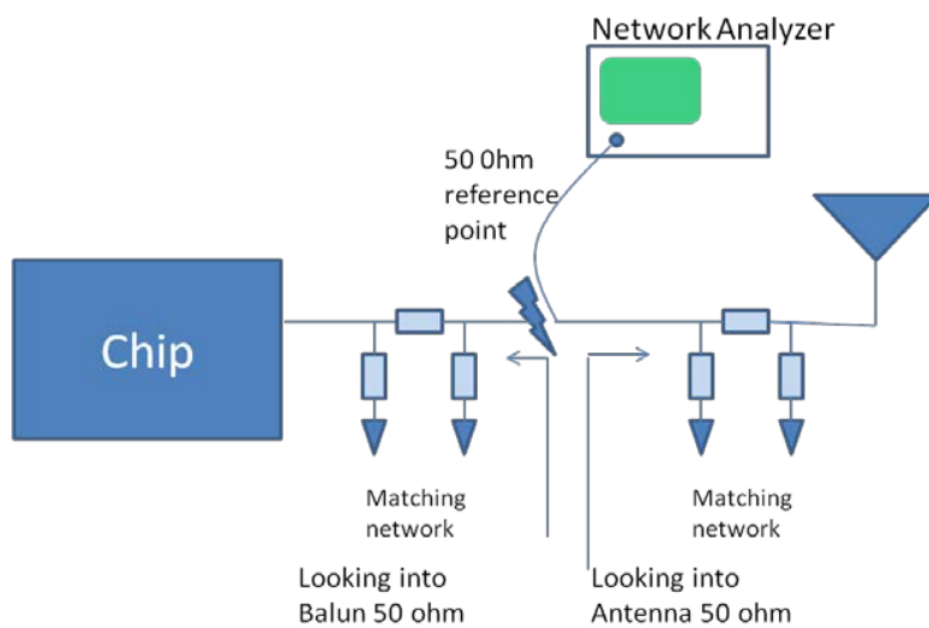 Network Analyzer
50 Ohm
reference
point
Chip
Matching
network
Matching
network
Looking into
Balun 50 ohm
Looking into
Antenna 50 ohm